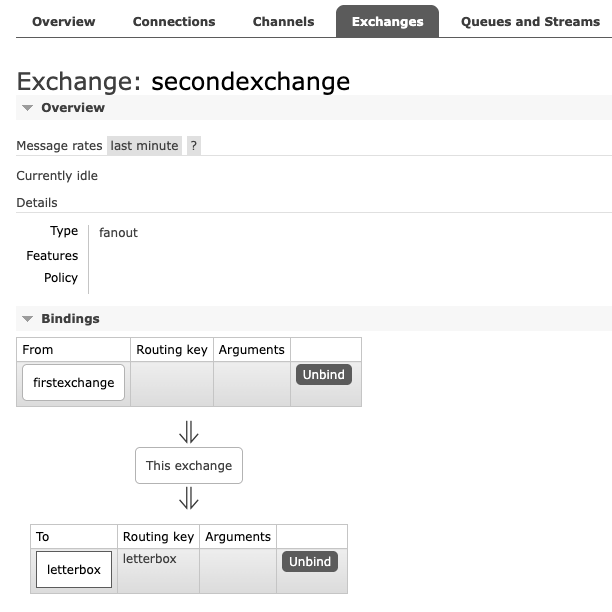 Overview Connections Channels Exchanges Queues and Streams
Exchange: secondexchange
Overview
Message rates last minute ?
Currently idle
Details
Type fanout
Features
Policy
Bindings
From Routing key Arguments
firstexchange Unbind
This exchange
To Routing key Arguments
letterbox letterbox Unbind